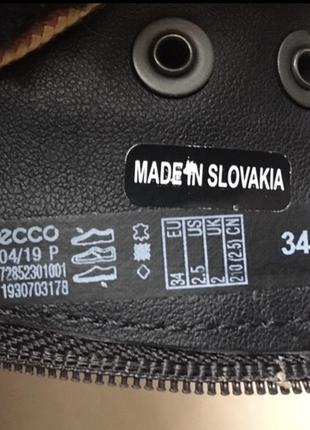 MADE IN SLOVAKIA
ecco
04/19 P
72852301001
1930703178
34 EU
2.5 US
2 UK
210 (2.5) CN
34